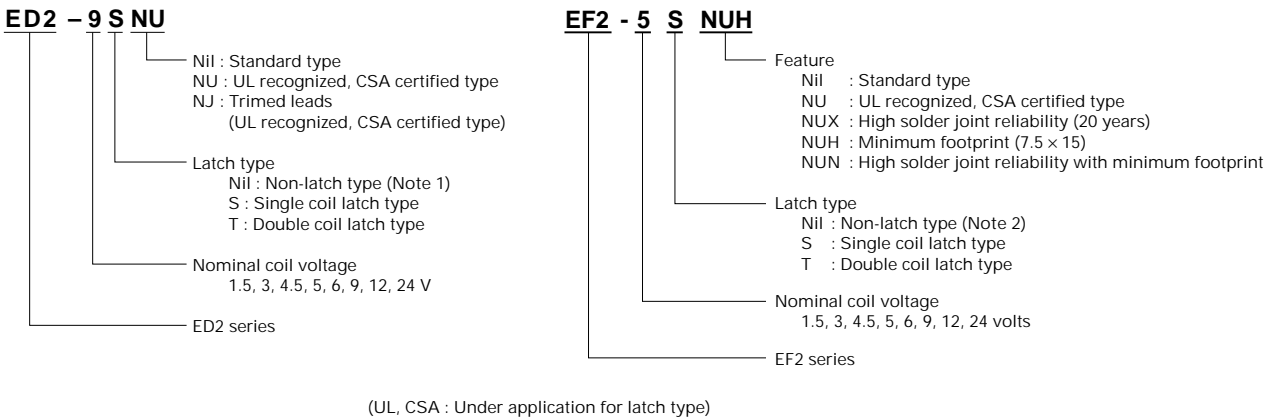 ED2 – 9 S NU
Nil : Standard type
NU : UL recognized, CSA certified type
NJ : Trimed leads
(UL recognized, CSA certified type)
Latch type
Nil : Non-latch type (Note 1)
S : Single coil latch type
T : Double coil latch type
Nominal coil voltage
1.5, 3, 4.5, 5, 6, 9, 12, 24 V
ED2 series
EF2 - 5 S NUH
Feature
Nil : Standard type
NU : UL recognized, CSA certified type
NUX : High solder joint reliability (20 years)
NUH : Minimum footprint (7.5 × 15)
NUN : High solder joint reliability with minimum footprint
Latch type
Nil : Non-latch type (Note 2)
S : Single coil latch type
T : Double coil latch type
Nominal coil voltage
1.5, 3, 4.5, 5, 6, 9, 12, 24 volts
EF2 series
(UL, CSA : Under application for latch type)